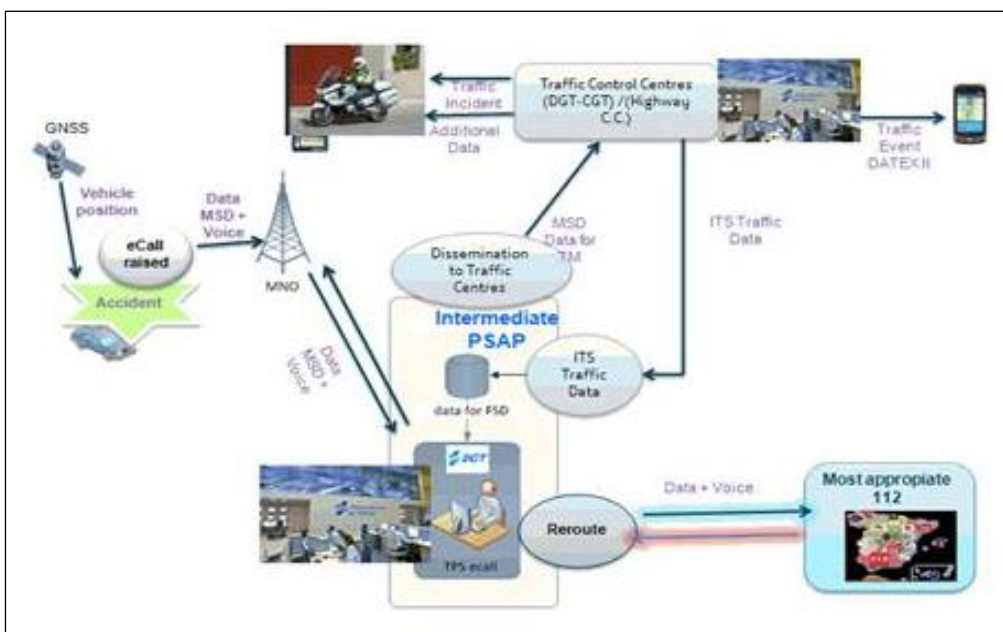 GNSS
Vehicle
position
eCall
raised
Accident
Data
MSD +
Voice
MNO
Data
MSD +
Voice
Traffic
Incident
Additional
Data
Traffic Control Centres
(DGT-CGT) /(Highway
C.C.)
Traffic
Event
DATEX II
MSD
Data for
ITS Traffic
Data
Dissemination
to Traffic
Centres
Intermediate
PSAP
ITS
Traffic
Data
data for FSD
DGT
TPS ecall
Reroute
Data + Voice
Most appropiate
112